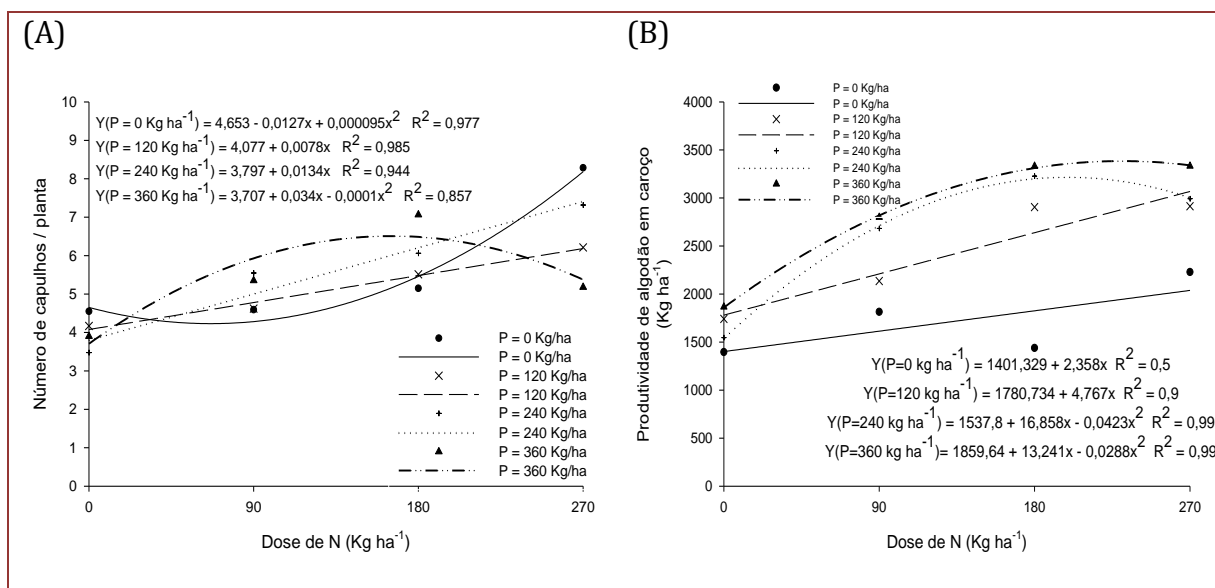 (A)
10
9
8
7
6
5
4
3
2
1
0
Número de capulhos / planta
Y(P = 0 Kg ha-1) = 4,653 - 0,0127x + 0,000095x2 R2 = 0,977
Y(P = 120 Kg ha-1) = 4,077 + 0,0078x R2 = 0,985
Y(P = 240 Kg ha-1) = 3,797 + 0,0134x R2 = 0,944
Y(P = 360 Kg ha-1) = 3,707 + 0,034x - 0,0001x2 R2 = 0,857
P = 0 Kg/ha
P = 0 Kg/ha
P = 120 Kg/ha
P = 120 Kg/ha
P = 240 Kg/ha
P = 240 Kg/ha
P = 360 Kg/ha
P = 360 Kg/ha
0 90 180 270
Dose de N (Kg ha-1)
(B)
P = 0 Kg/ha
P = 0 Kg/ha
P = 120 Kg/ha
P = 120 Kg/ha
P = 240 Kg/ha
P = 240 Kg/ha
P = 360 Kg/ha
P = 360 Kg/ha
4000
3500
3000
2500
2000
1500
1000
500
0
Produtividade de algodão em caroço
(Kg ha-1)
Y(P=0 kg ha-1) = 1401,329 + 2,358x R2 = 0,5
Y(P=120 kg ha-1) = 1780,734 + 4,767x R2 = 0,9
Y(P=240 kg ha-1) = 1537,8 + 16,858x - 0,0423x2 R2 = 0,99
Y(P=360 kg ha-1)= 1859,64 + 13,241x - 0,0288x2 R2 = 0,99
0 90 180 270
Dose de N (Kg ha-1)